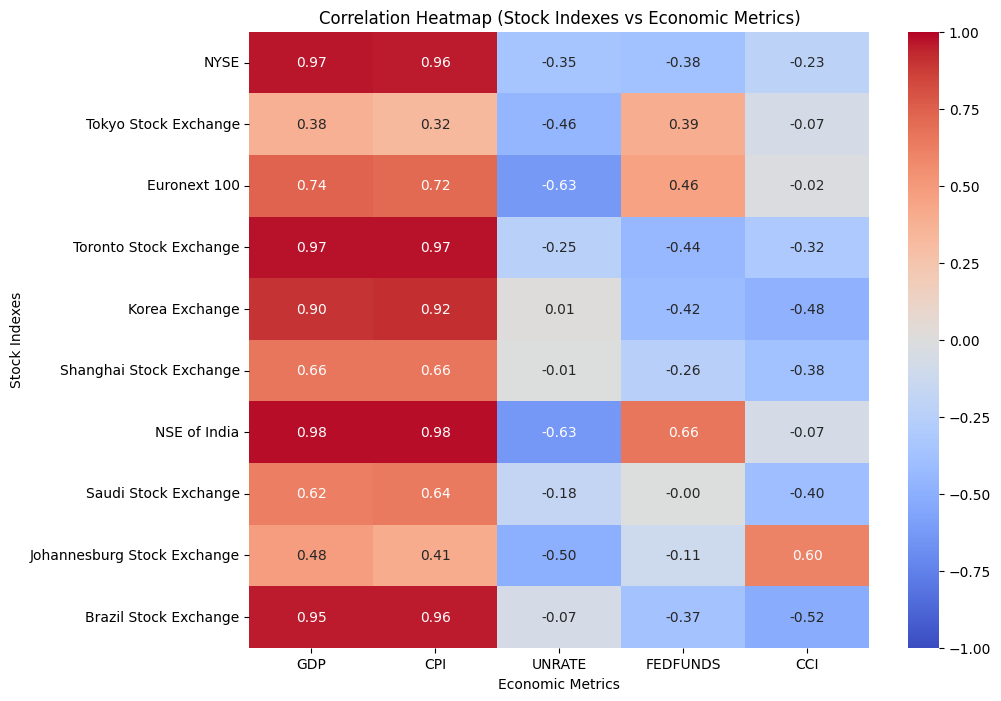 Correlation Heatmap (Stock Indexes vs Economic Metrics)
Stock Indexes
NYSE 0.97 0.96 -0.35 -0.38 -0.23
Tokyo Stock Exchange 0.38 0.32 -0.46 0.39 -0.07
Euronext 100 0.74 0.72 -0.63 0.46 -0.02
Toronto Stock Exchange 0.97 0.97 -0.25 -0.44 -0.32
Korea Exchange 0.90 0.92 0.01 -0.42 -0.48
Shanghai Stock Exchange 0.66 0.66 -0.01 -0.26 -0.38
NSE of India 0.98 0.98 -0.63 0.66 -0.07
Saudi Stock Exchange 0.62 0.64 -0.18 -0.00 -0.40
Johannesburg Stock Exchange 0.48 0.41 -0.50 -0.11 0.60
Brazil Stock Exchange 0.95 0.96 -0.07 -0.37 -0.52
GDP CPI UNRATE FEDFUNDS CCI
Economic Metrics
1.00
0.75
0.50
0.25
0.00
−0.25
−0.50
−0.75
−1.00